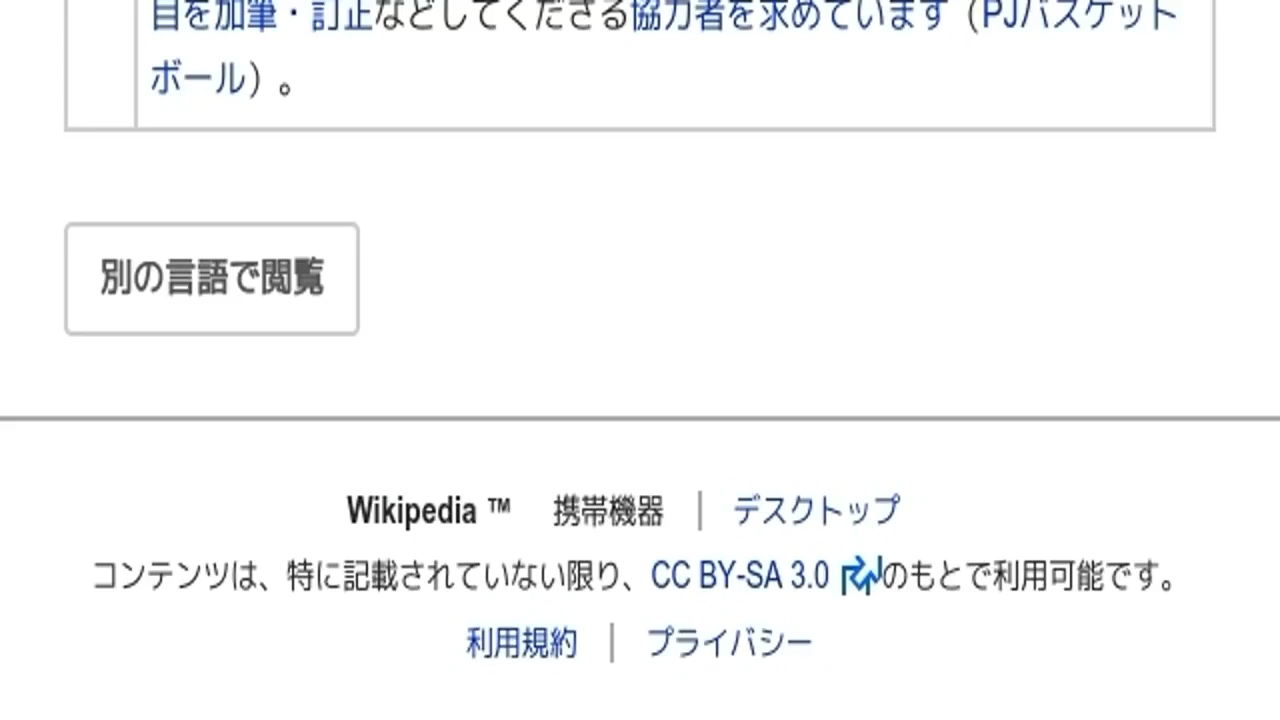 目を加筆・訂正などしてくださる協力者を求めています（PJバスケット
ボール）。
別の言語で閲覧
Wikipedia ™ 携帯機器 | デスクトップ
コンテンツは、特に記載されていない限り、CC BY-SA 3.0 のもとで利用可能です。
利用規約 | プライバシー